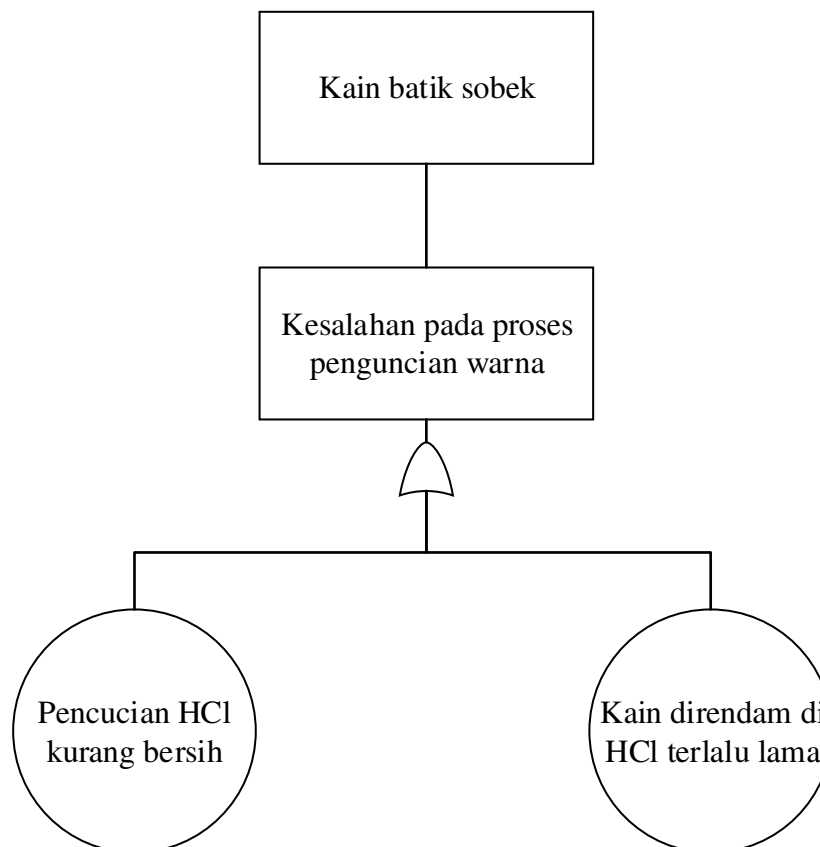 Kain batik sobek
Kesalahan pada proses
penguncian warna
Pencucian HCl
kurang bersih
Kain direndam di
HCl terlalu lama